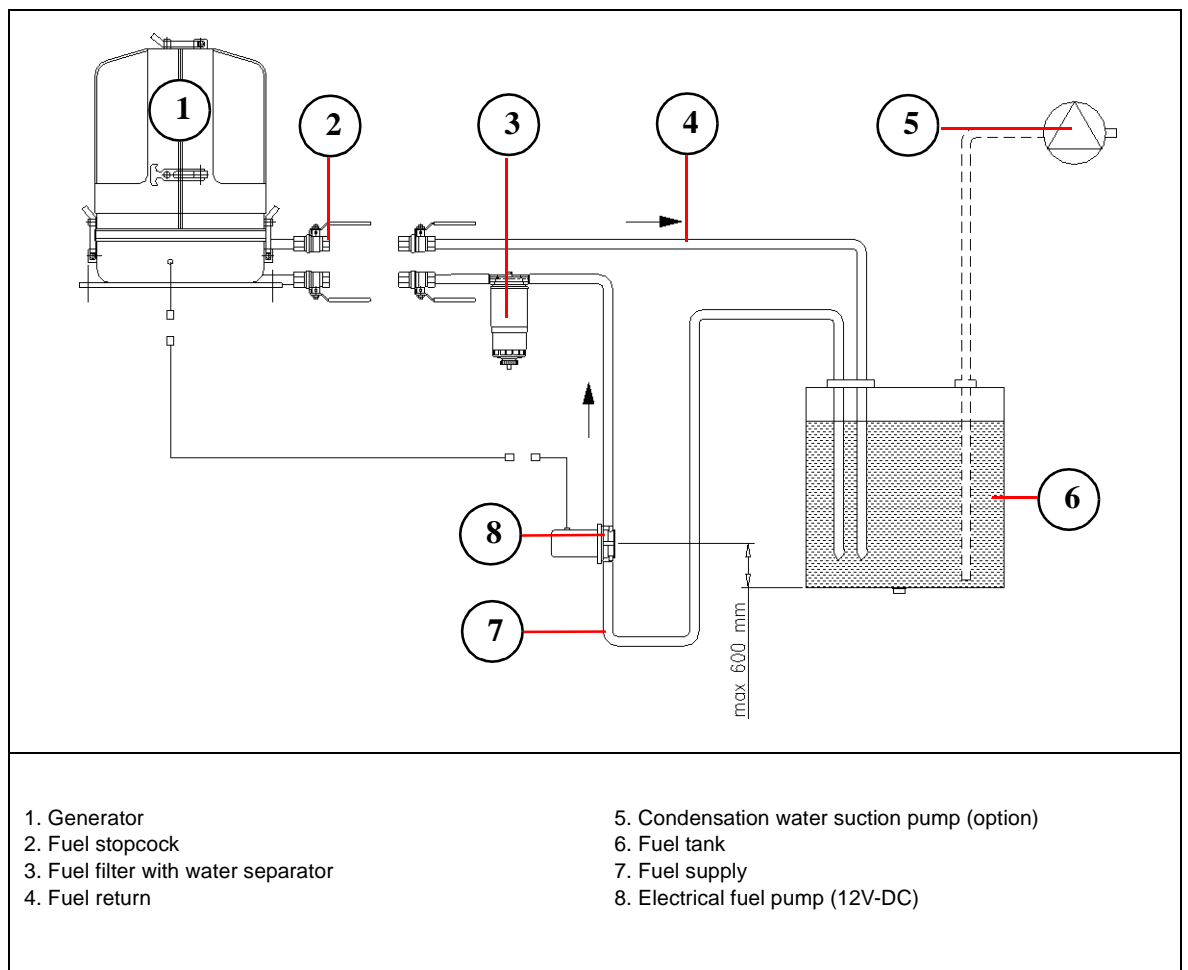 1
2
3
4
5
6
8
7
max 600 mm
1. Generator
2. Fuel stopcock
3. Fuel filter with water separator
4. Fuel return
5. Condensation water suction pump (option)
6. Fuel tank
7. Fuel supply
8. Electrical fuel pump (12V-DC)